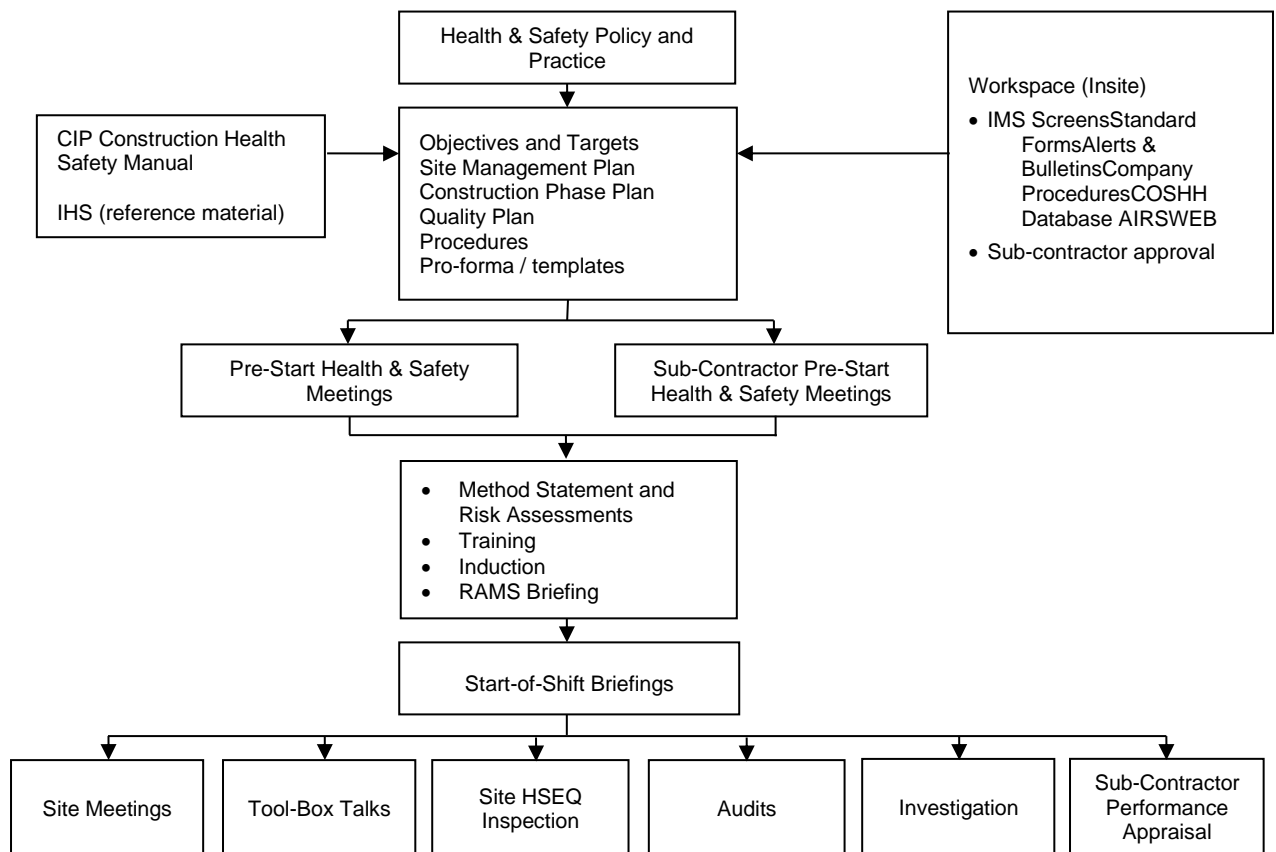 Health & Safety Policy and
Practice
CIP Construction Health
Safety Manual
IHS (reference material)
Objectives and Targets
Site Management Plan
Construction Phase Plan
Quality Plan
Procedures
Pro-forma / templates
Workspace (Insite)
• IMS ScreensStandard
FormsAlerts &
BulletinsCompany
ProceduresCOSHH
Database AIRSWEB
• Sub-contractor approval
Pre-Start Health & Safety
Meetings
Sub-Contractor Pre-Start
Health & Safety Meetings
• Method Statement and
Risk Assessments
• Training
• Induction
• RAMS Briefing
Start-of-Shift Briefings
Site Meetings
Tool-Box Talks
Site HSEQ
Inspection
Audits
Investigation
Sub-Contractor
Performance
Appraisal